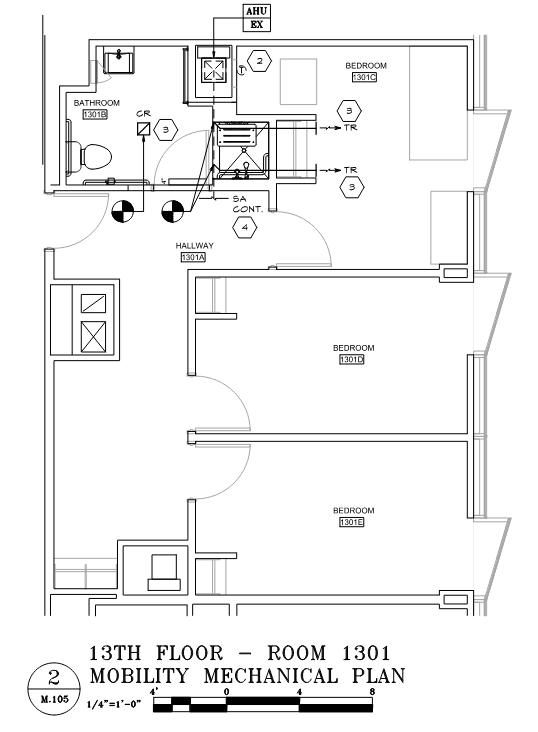 AHU
EX
2
T
BEDROOM
1301C
BATHROOM
1301B
CR
3
3
TR
TR
3
4"
SA
CONT.
4
HALLWAY
1301A
BEDROOM
1301D
BEDROOM
1301E
2
M.105
13TH FLOOR - ROOM 1301
MOBILITY MECHANICAL PLAN
1/4"=1'-0"
4' 0 4 8